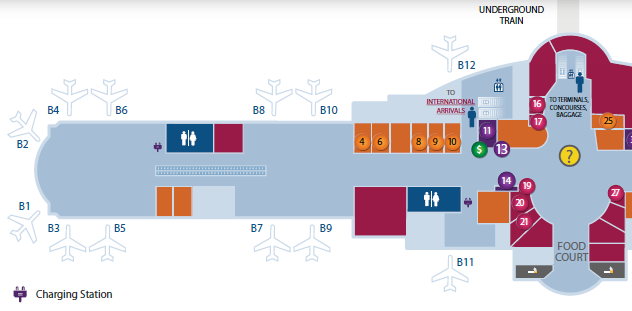 UNDERGROUND
TRAIN
B12
B4
B6
B8
B10
TO
INTERNATIONAL
ARRIVALS
16
TO TERMINALS,
CONCOURSES,
BAGGAGE
17
25
B2
4
6
8
9
10
11
$
13
?
14
19
27
20
21
B1
B3
B5
B7
B9
B11
FOOD
COURT
Charging Station